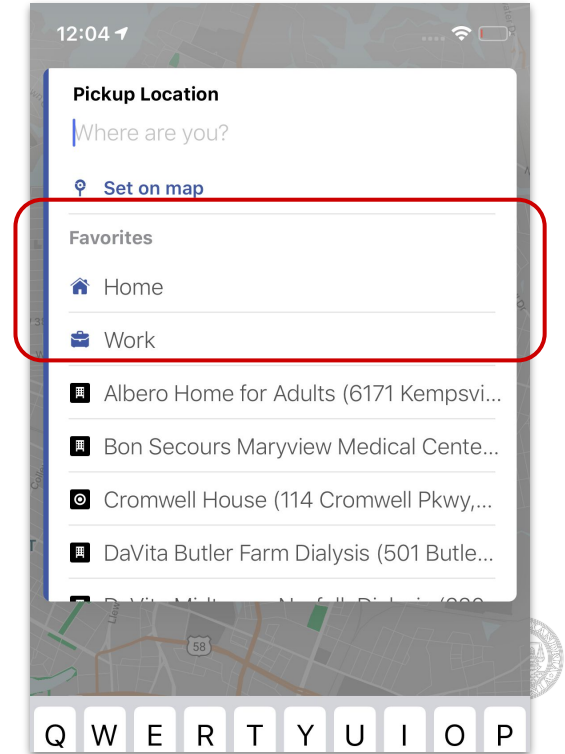 12:04
Pickup Location
Where are you?
Set on map
Favorites
Home
Work
Albero Home for Adults (6171 Kempsvi...
Bon Secours Maryview Medical Cente...
Cromwell House (114 Cromwell Pkwy,...
DaVita Butler Farm Dialysis (501 Butle...
58
Q W E R T Y U I O P